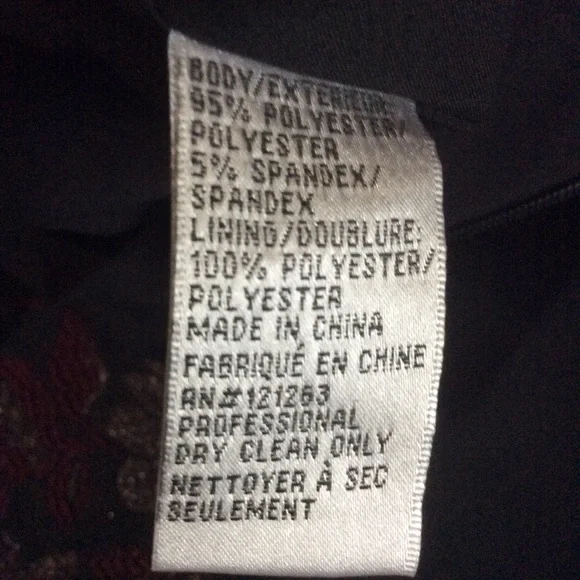 BODY/EXTERIEUR:
95% POLYESTER/
POLYESTER
5% SPANDEX/
SPANDEX
LINING/DOUBLURE:
100% POLYESTER/
POLYESTER
MADE IN CHINA
FABRIQUÉ EN CHINE
AN#121263
PROFESSIONAL
DRY CLEAN ONLY
NETTOYER À SEC
SEULEMENT